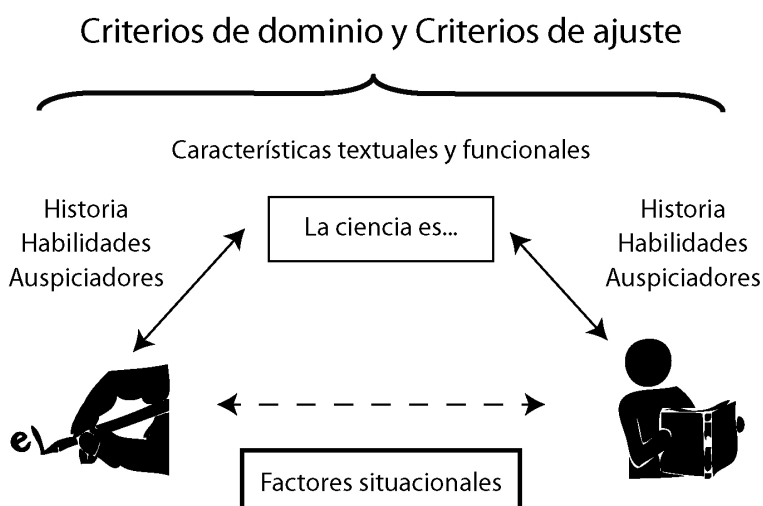 Criterios de dominio y Criterios de ajuste
Características textuales y funcionales
Historia
Habilidades
Auspiciadores
La ciencia es...
Historia
Habilidades
Auspiciadores
el
Factores situacionales